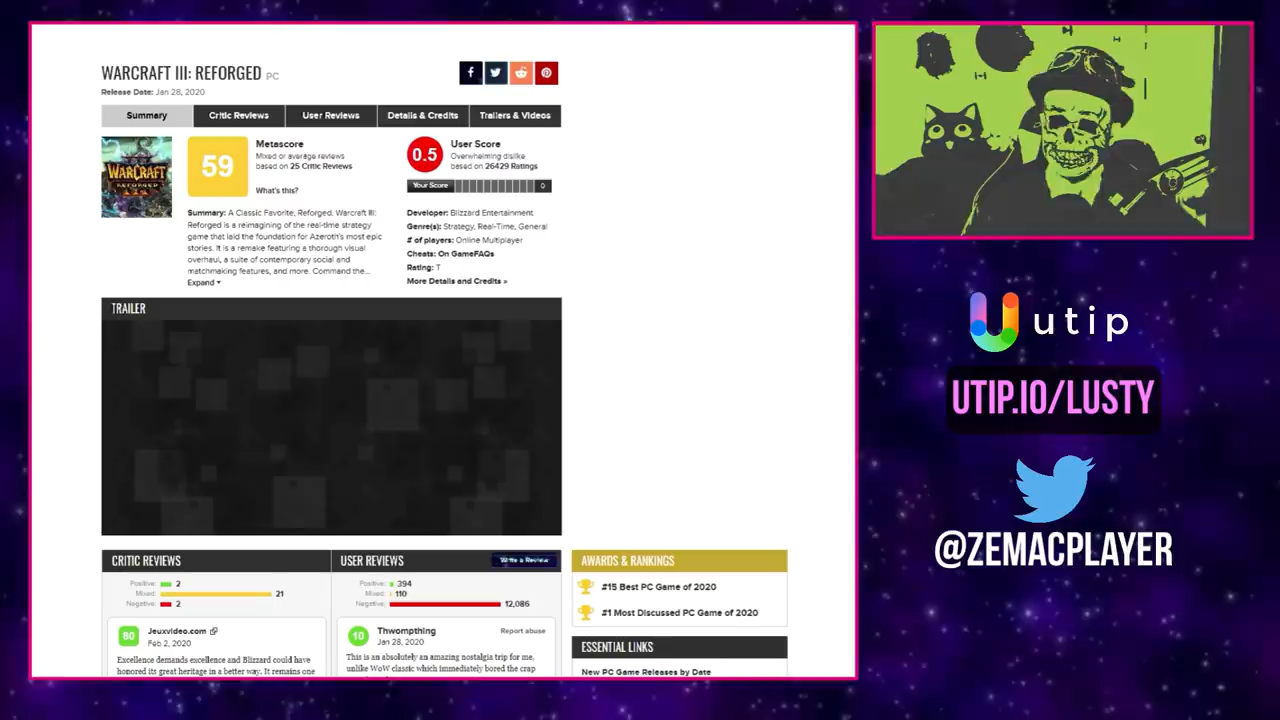 WARCRAFT III: REFORGED PC
Release Date: Jan 28, 2020
Summary
Critic Reviews
User Reviews
Details & Credits
Trailers & Videos
WARCRAFT
REFORGED
59
Metascore
Mixed or average reviews
based on 25 Critic Reviews
What's this?
0.5
User Score
Overwhelming dislike
based on 26429 Ratings
Your Score
0
Summary: A Classic Favorite, Reforged. Warcraft III:
Reforged is a reimagining of the real-time strategy
game that laid the foundation for Azeroth's most epic
stories. It is a remake featuring a thorough visual
overhaul, a suite of contemporary social and
matchmaking features, and more. Command the...
Expand
Developer: Blizzard Entertainment
Genre(s): Strategy, Real-Time, General
# of players: Online Multiplayer
Cheats: On GameFAQs
Rating: T
More Details and Credits »
TRAILER
CRITIC REVIEWS
Positive: 2
Mixed: 21
Negative: 2
80
Jeuxvideo.com
Feb 2, 2020
Excellence demands excellence and Blizzard could have
honored its great heritage in a better way. It remains one
USER REVIEWS
Write a Review
Positive: 394
Mixed: 110
Negative: 12,086
10
Thwompthing
Jan 28, 2020
Report abuse
This is an absolutely an amazing nostalgia trip for me,
unlike WoW classic which immediately bored the crap
AWARDS & RANKINGS
#15 Best PC Game of 2020
#1 Most Discussed PC Game of 2020
ESSENTIAL LINKS
New PC Game Releases by Date
utip
UTIP.IO/LUSTY
@ZEMACPLAYER